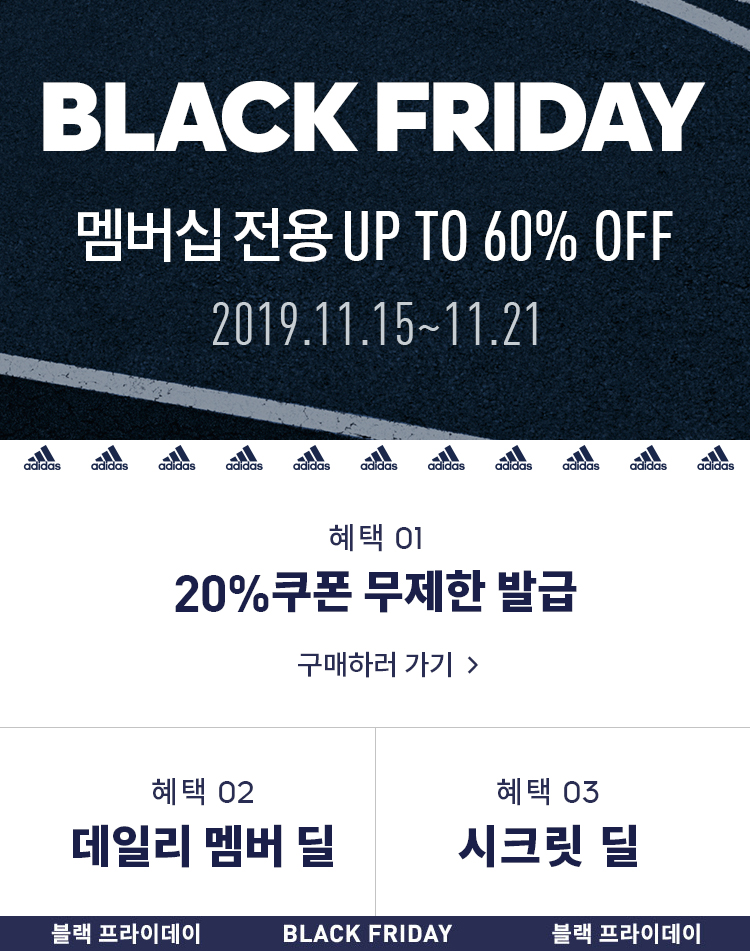 BLACK FRIDAY
멤버십 전용 UP TO 60% OFF
2019.11.15~11.21
adidas adidas adidas adidas adidas adidas adidas adidas adidas adidas adidas
혜택 01
20%쿠폰 무제한 발급
구매하러 가기 >
혜택 02
데일리 멤버 딜
혜택 03
시크릿 딜
블랙 프라이데이 BLACK FRIDAY 블랙 프라이데이